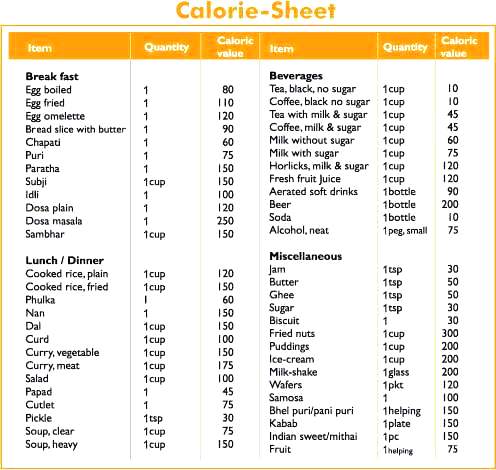 Calorie-Sheet
Item Quantity Caloric value
Break fast
Egg boiled 1 80
Egg fried 1 110
Egg omelette 1 120
Bread slice with butter 1 90
Chapati 1 60
Puri 1 75
Paratha 1 150
Subji 1cup 150
Idli 1 100
Dosa plain 1 120
Dosa masala 1 250
Sambhar 1cup 150
Lunch / Dinner
Cooked rice, plain 1cup 120
Cooked rice, fried 1cup 150
Phulka 1 60
Nan 1 150
Dal 1cup 150
Curd 1cup 100
Curry, vegetable 1cup 150
Curry, meat 1cup 175
Salad 1cup 100
Papad 1 45
Cutlet 1 75
Pickle 1tsp 30
Soup, clear 1cup 75
Soup, heavy 1cup 150
Item Quantity Caloric value
Beverages
Tea, black, no sugar 1cup 10
Coffee, black no sugar 1cup 10
Tea with milk & sugar 1cup 45
Coffee, milk & sugar 1cup 45
Milk without sugar 1cup 60
Milk with sugar 1cup 75
Horlicks, milk & sugar 1cup 120
Fresh fruit Juice 1cup 120
Aerated soft drinks 1bottle 90
Beer 1bottle 200
Soda 1bottle 10
Alcohol, neat 1peg, small 75
Miscellaneous
Jam 1tsp 30
Butter 1tsp 50
Ghee 1tsp 50
Sugar 1tsp 30
Biscuit 1 30
Fried nuts 1cup 300
Puddings 1cup 200
Ice-cream 1cup 200
Milk-shake 1glass 200
Wafers 1pkt 120
Samosa 1 100
Bhel puri/pani puri 1helping 150
Kabab 1plate 150
Indian sweet/mithai 1pc 150
Fruit 1helping 75